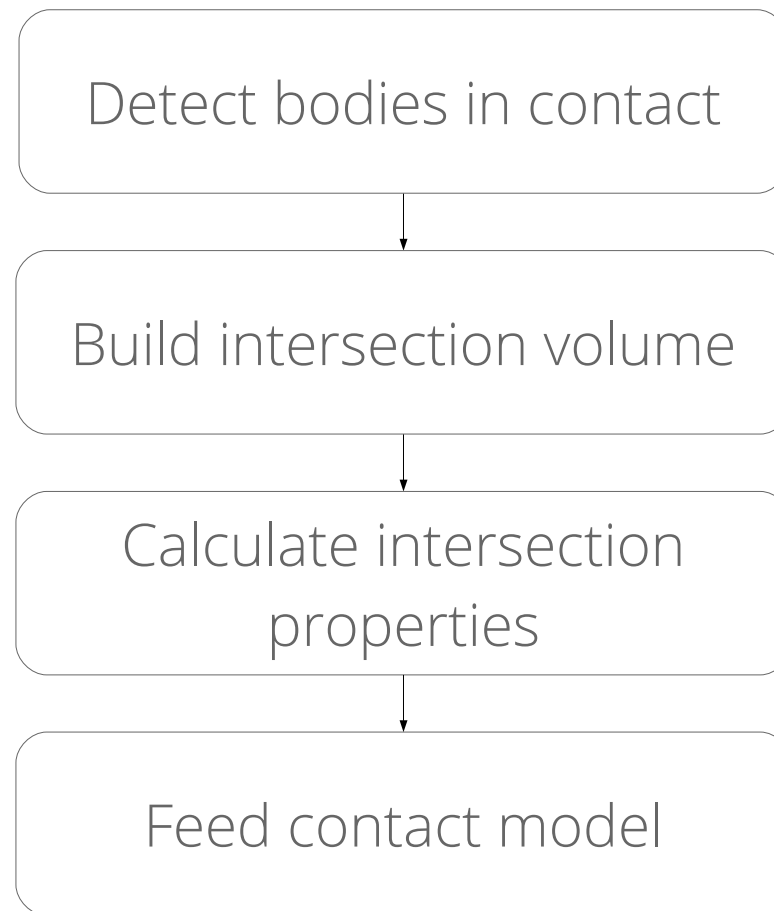 Detect bodies in contact
Build intersection volume
Calculate intersection
properties
Feed contact model